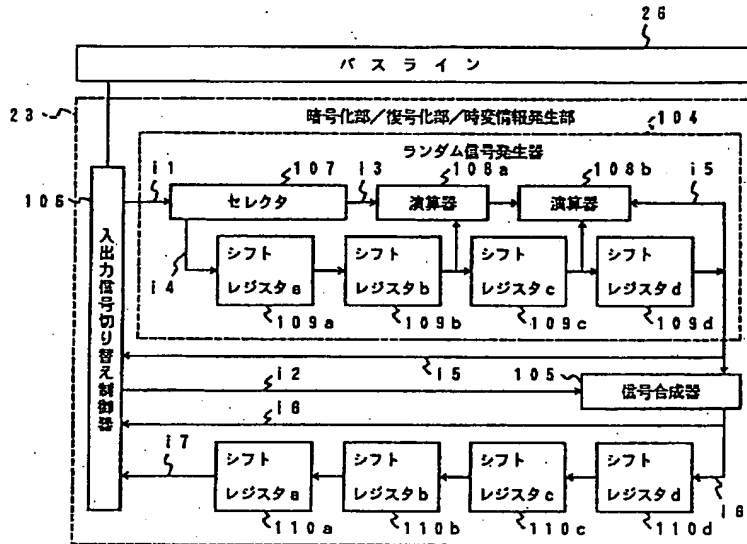 26
バスライン
23
暗号化部／復号化部／時変情報発生部
104
ランダム信号発生器
106
i1
107
i3
108a
108b
i5
セレクタ
演算器
演算器
入出力信号切り替え制御器
i4
シフト
レジスタa
シフト
レジスタb
シフト
レジスタc
シフト
レジスタd
109a
109b
109c
109d
i5
i2
105
信号合成器
i6
i7
シフト
レジスタa
シフト
レジスタb
シフト
レジスタc
シフト
レジスタd
i6
110a
110b
110c
110d